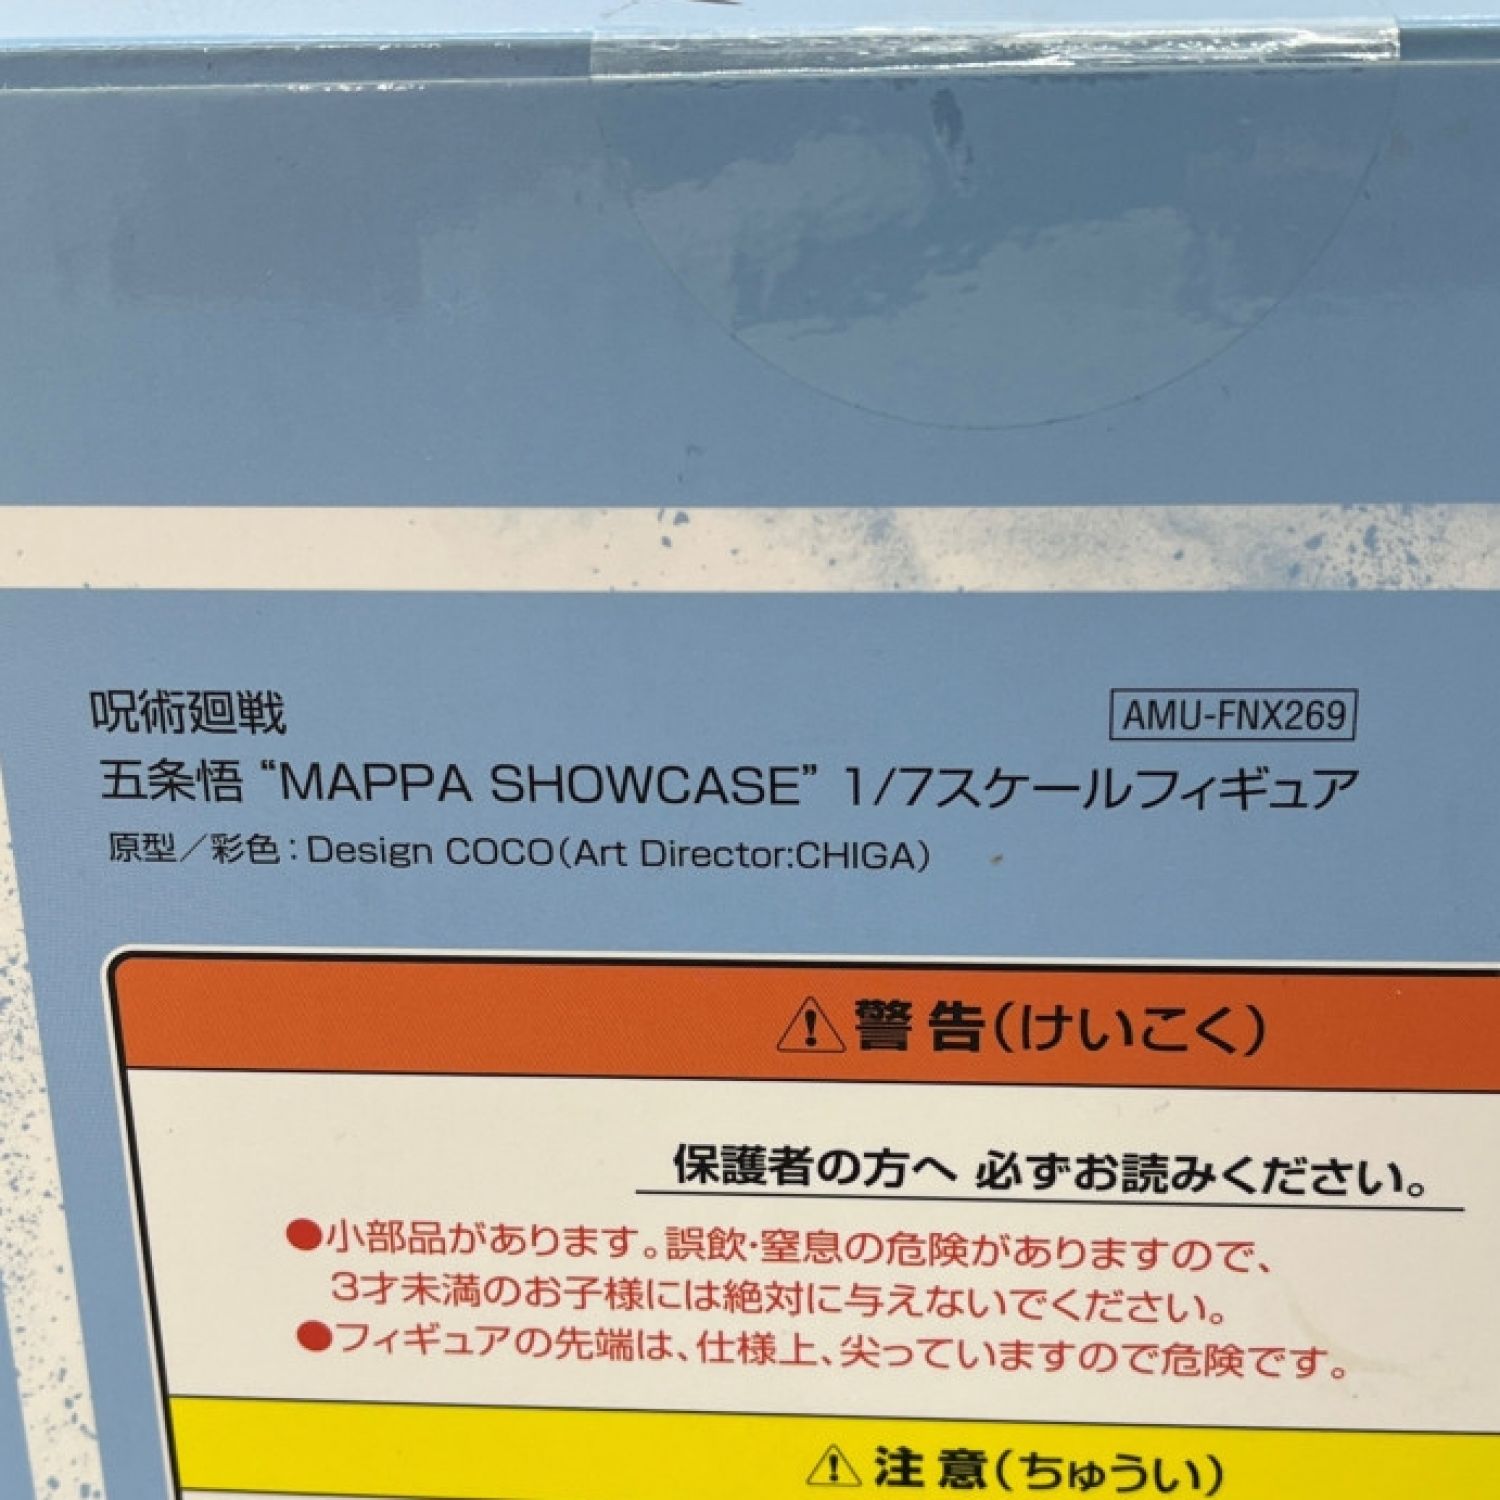 呪術廻戦
AMU-FNX269
五条悟 “MAPPA SHOWCASE” 1/7スケールフィギュア
原型／彩色：Design COCO(Art Director:CHIGA)
⚠警告(けいこく)
保護者の方へ 必ずお読みください。
●小部品があります。誤飲・窒息の危険がありますので、
3才未満のお子様には絶対に与えないでください。
●フィギュアの先端は、仕様上、尖っていますので危険です。
⚠注意(ちゅうい)